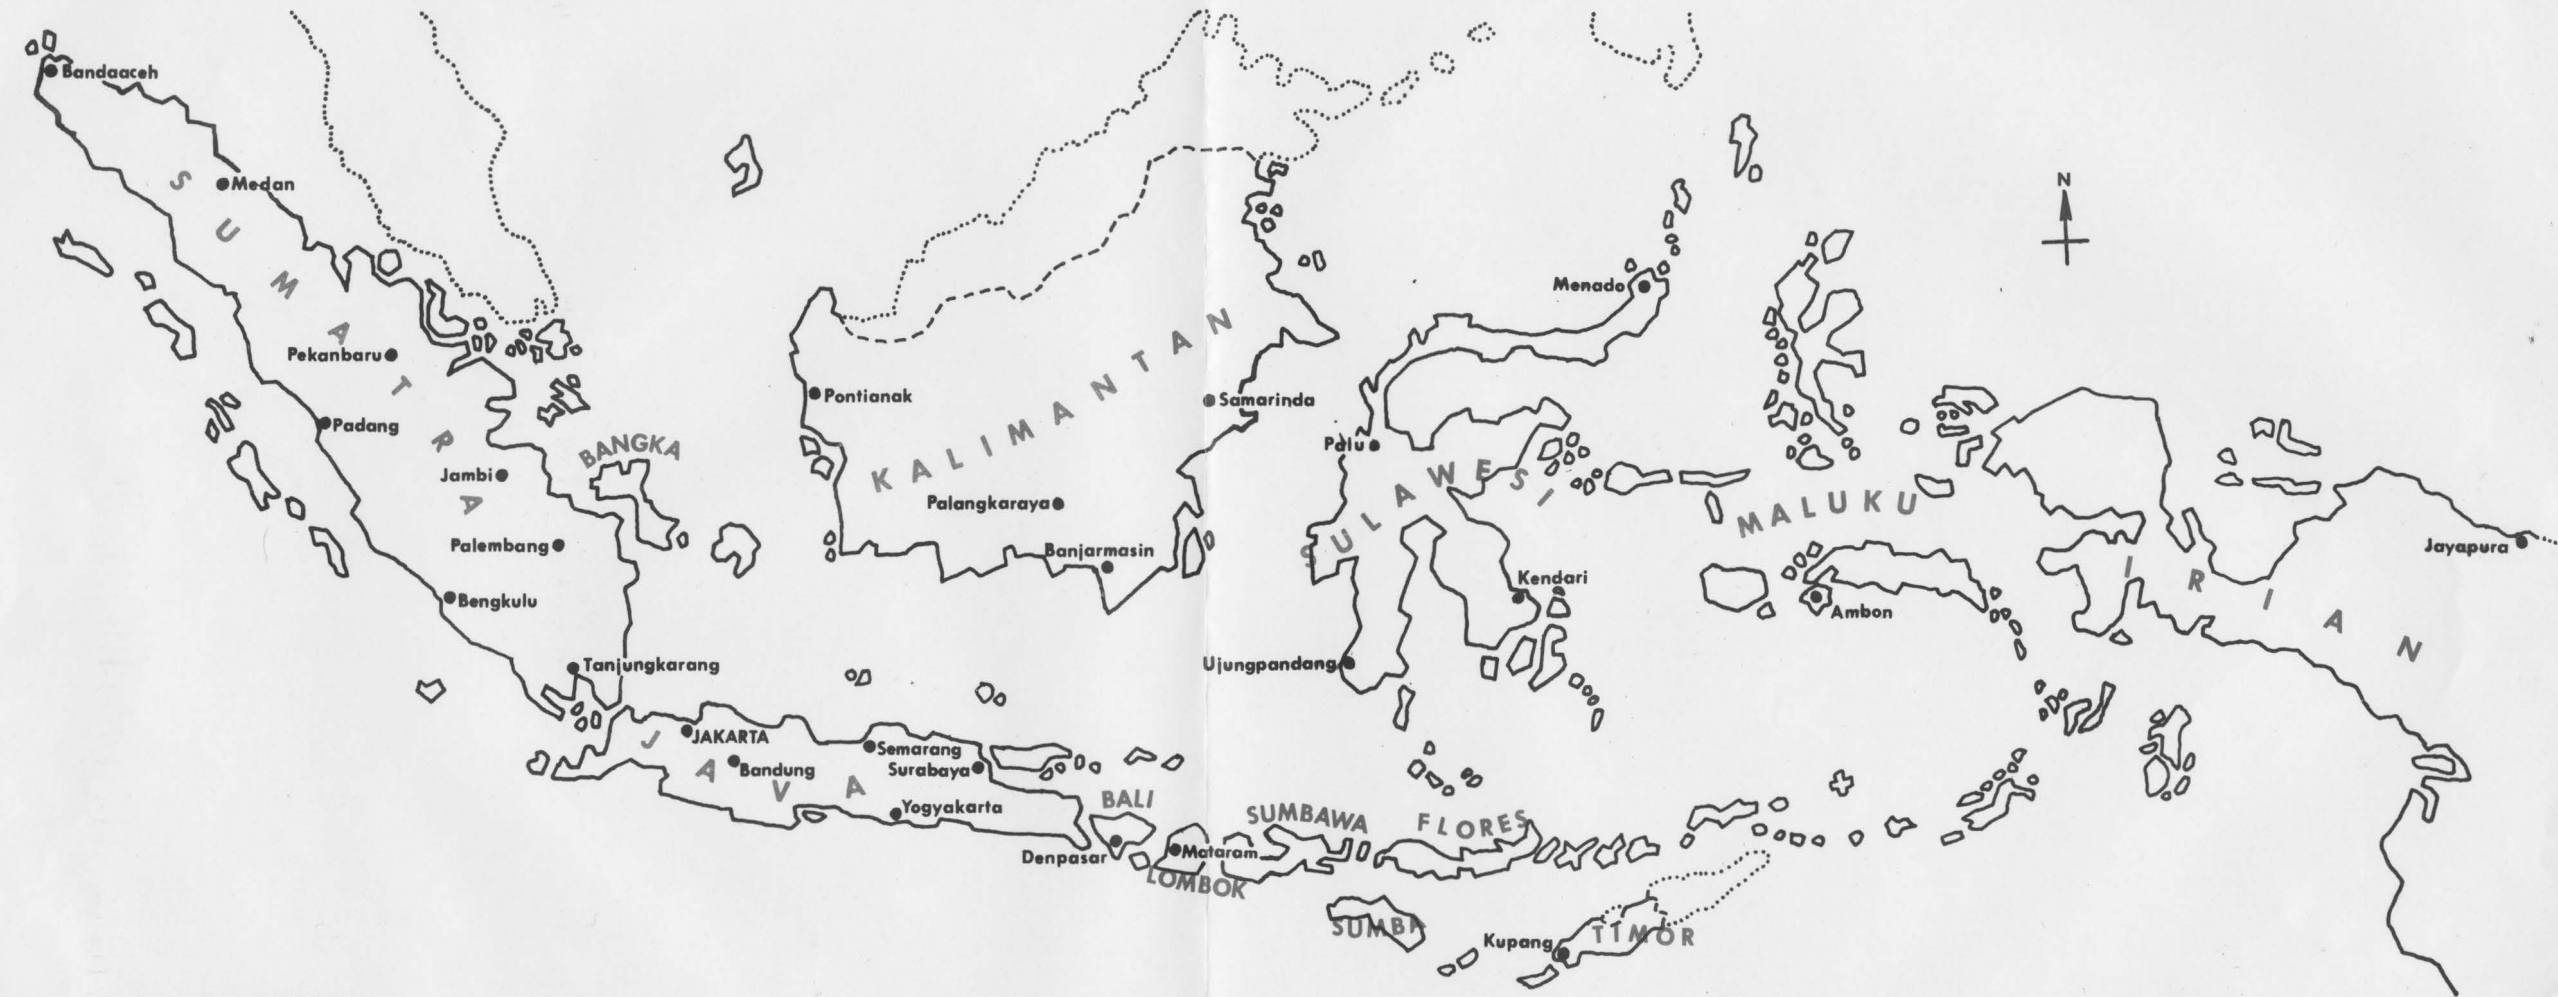 Bandaaceh
Medan
SUMATRA
Pekanbaru
Padang
Jambi
BANGKA
Palembang
Bengkulu
Tanjungkarang
JAKARTA
JAVA
Bandung
Semarang
Surabaya
Yogyakarta
BALI
Denpasar
Mataram
LOMBOK
SUMBAWA
FLORES
SUMBA
Kupang
TIMOR
Pontianak
KALIMANTAN
Samarinda
Palangkaraya
Banjarmasin
Menado
Palu
SULAWESI
Kendari
Ujungpandang
MALUKU
Ambon
N
IRIAN
Jayapura